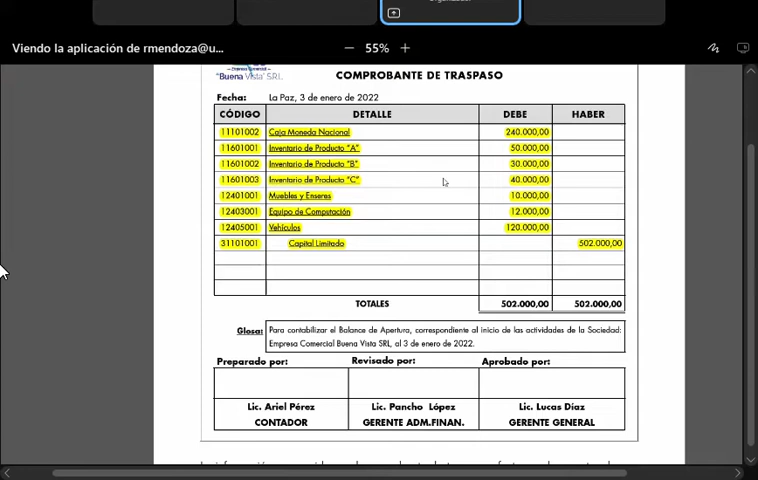 Viendo la aplicación de rmendoza@u...
55%
"Buena Vista" SRL
COMPROBANTE DE TRASPASO
Fecha: La Paz, 3 de enero de 2022
CÓDIGO DETALLE DEBE HABER
11101002 Caja Moneda Nacional 240.000,00
11601001 Inventario de Producto "A" 50.000,00
11601002 Inventario de Producto "B" 30.000,00
11601003 Inventario de Producto "C" 40.000,00
12401001 Muebles y Enseres 10.000,00
12403001 Equipo de Computación 12.000,00
12405001 Vehículos 120.000,00
31101001 Capital Limitado 502.000,00
TOTALES 502.000,00 502.000,00
Glosa: Para contabilizar el Balance de Apertura, correspondiente al inicio de las actividades de la Sociedad:
Empresa Comercial Buena Vista SRL, al 3 de enero de 2022.
Preparado por: Revisado por: Aprobado por:
Lic. Ariel Pérez Lic. Pancho López Lic. Lucas Díaz
CONTADOR GERENTE ADM.FINAN. GERENTE GENERAL